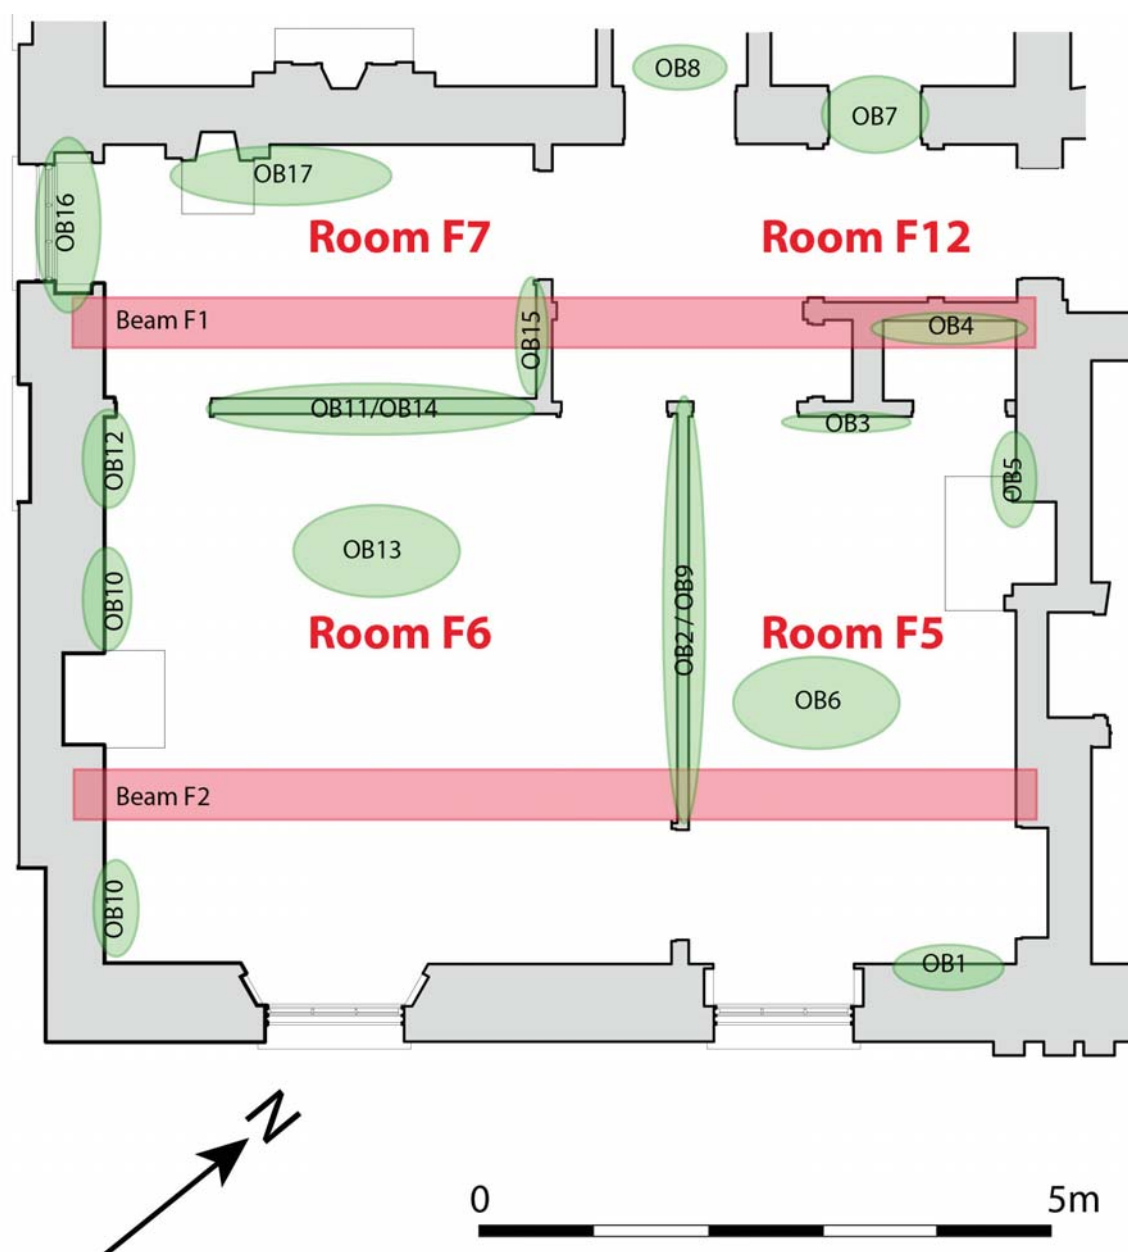 OB8
OB7
OB17
OB16
Room F7
Room F12
Beam F1
OB15
OB4
OB11/OB14
OB3
OB12
OB5
OB13
OB10
OB2 / OB9
Room F6
Room F5
OB6
Beam F2
OB10
OB1
N
0
5m